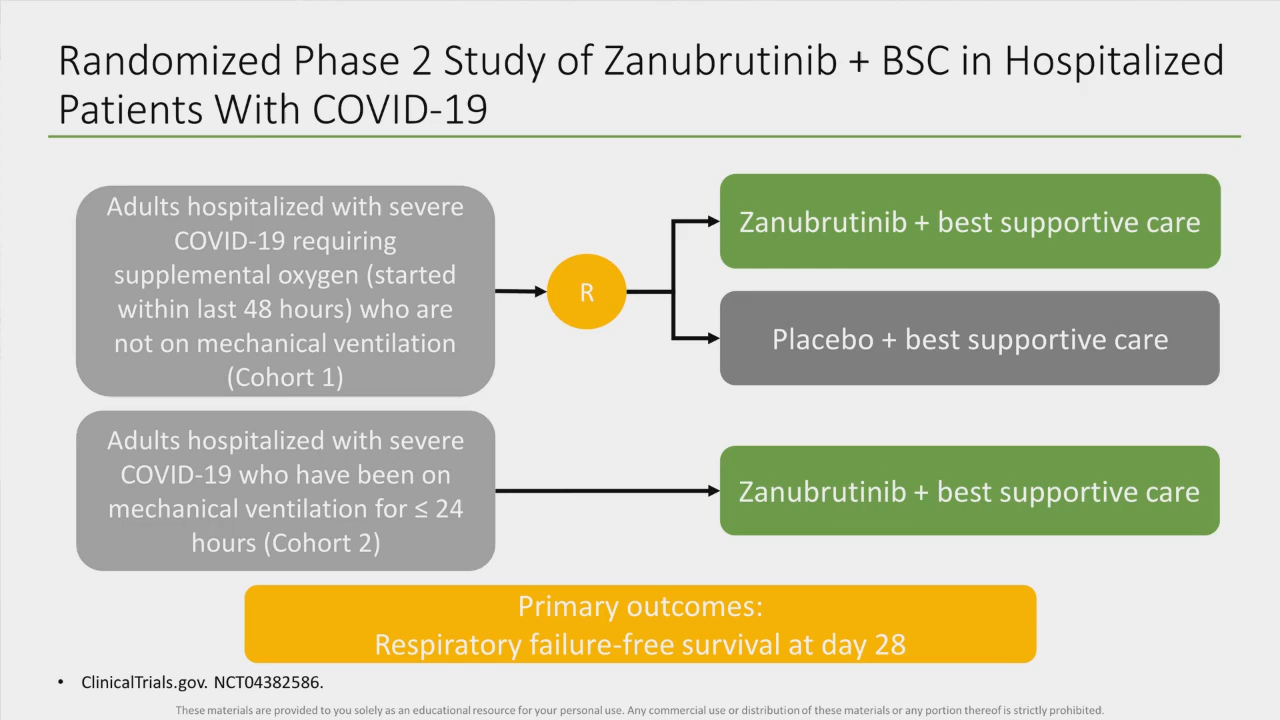 Randomized Phase 2 Study of Zanubrutinib + BSC in Hospitalized
Patients With COVID-19
Adults hospitalized with severe
COVID-19 requiring
supplemental oxygen (started
within last 48 hours) who are
not on mechanical ventilation
(Cohort 1)
R
Zanubrutinib + best supportive care
Placebo + best supportive care
Adults hospitalized with severe
COVID-19 who have been on
mechanical ventilation for ≤ 24
hours (Cohort 2)
Zanubrutinib + best supportive care
Primary outcomes:
Respiratory failure-free survival at day 28
• ClinicalTrials.gov. NCT04382586.
These materials are provided to you solely as an educational resource for your personal use. Any commercial use or distribution of these materials or any portion thereof is strictly prohibited.